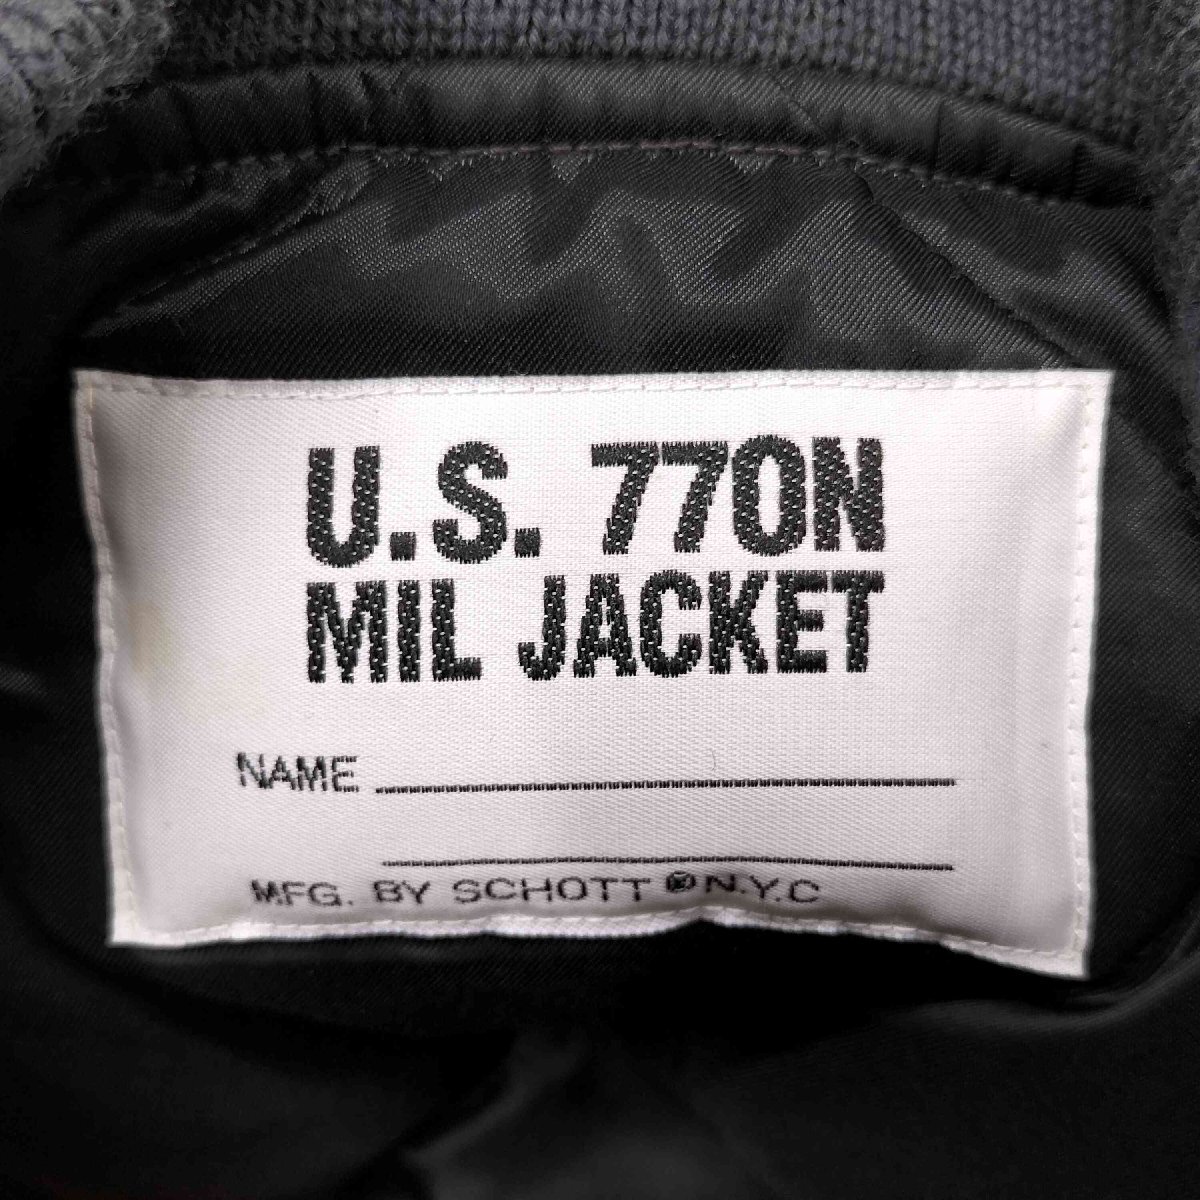 U.S. 770N
MIL JACKET
NAME
MFG. BY SCHOTT ® N.Y.C